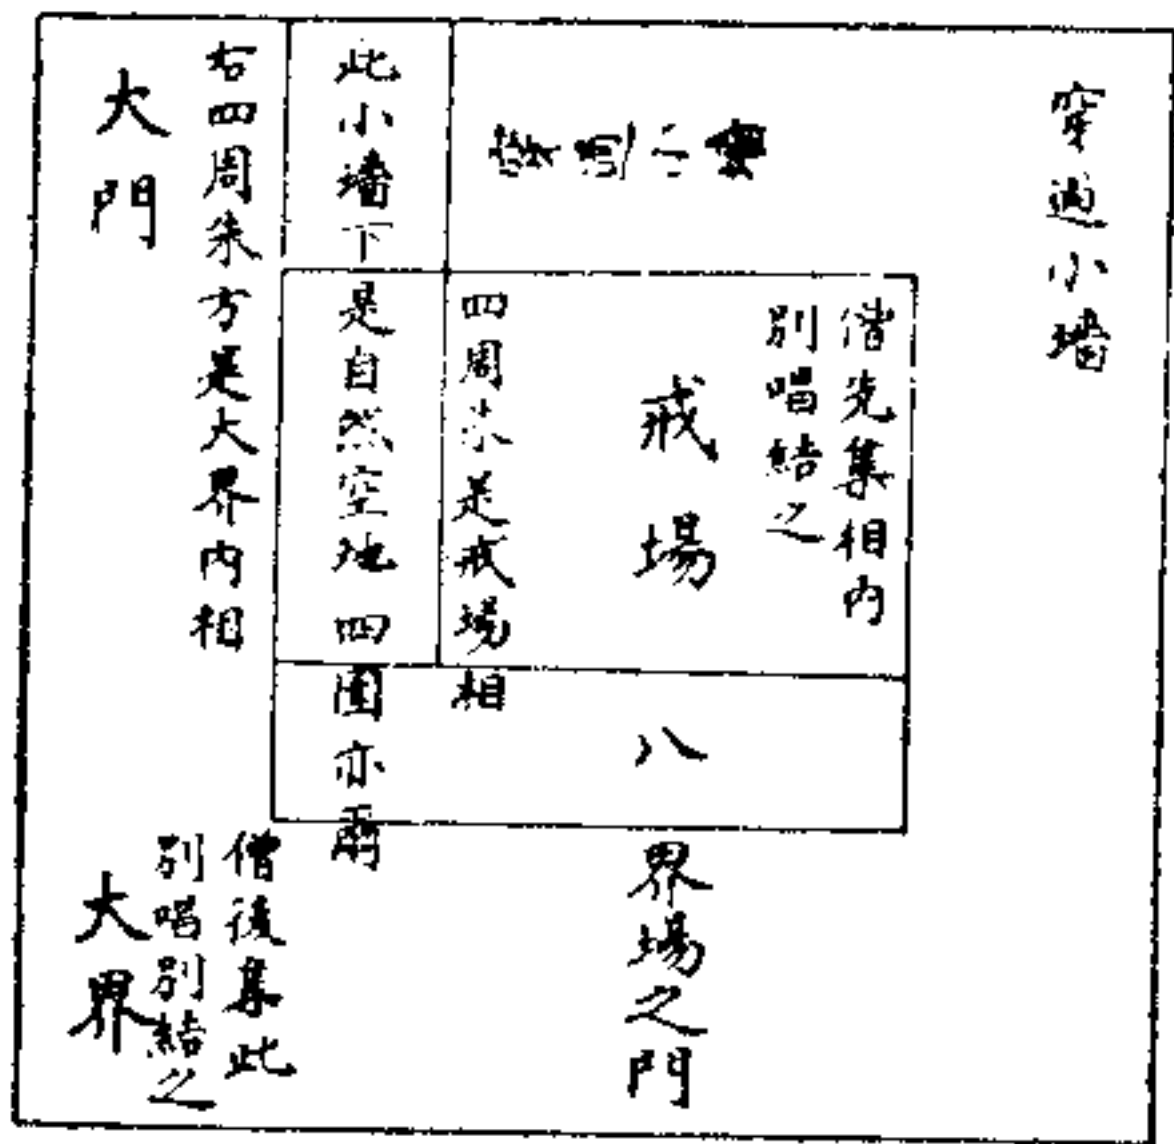 穿過小墻
僧先集相內
別唱結之
戒場
八界場之門
四周朱是戒場相
此小墻下是自然空地四圍亦爾
右四周朱方是大界內相
大門
僧後集此
別唱別結之
大界